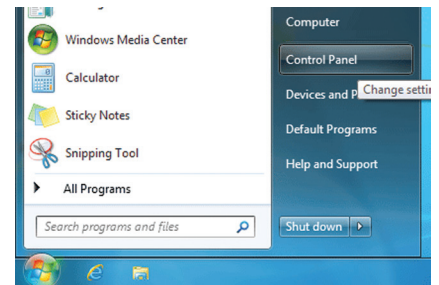 Windows Media Center
Calculator
Sticky Notes
Snipping Tool
All Programs
Search programs and files
Computer
Control Panel
Devices and P
Change settin
Default Programs
Help and Support
Shut down